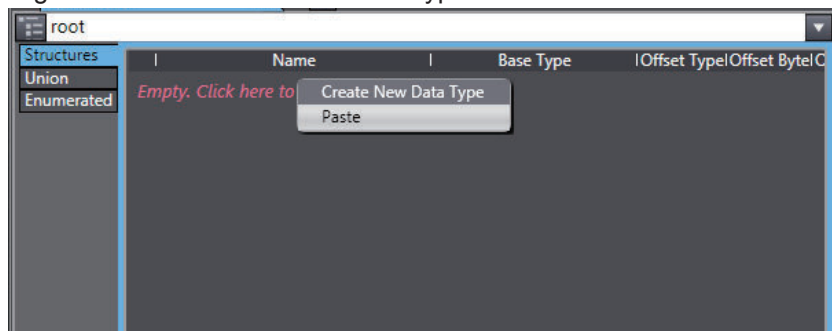 root
Structures
Name Base Type Offset Type Offset Byte
Union
Enumerated
Empty. Click here to
Create New Data Type
Paste